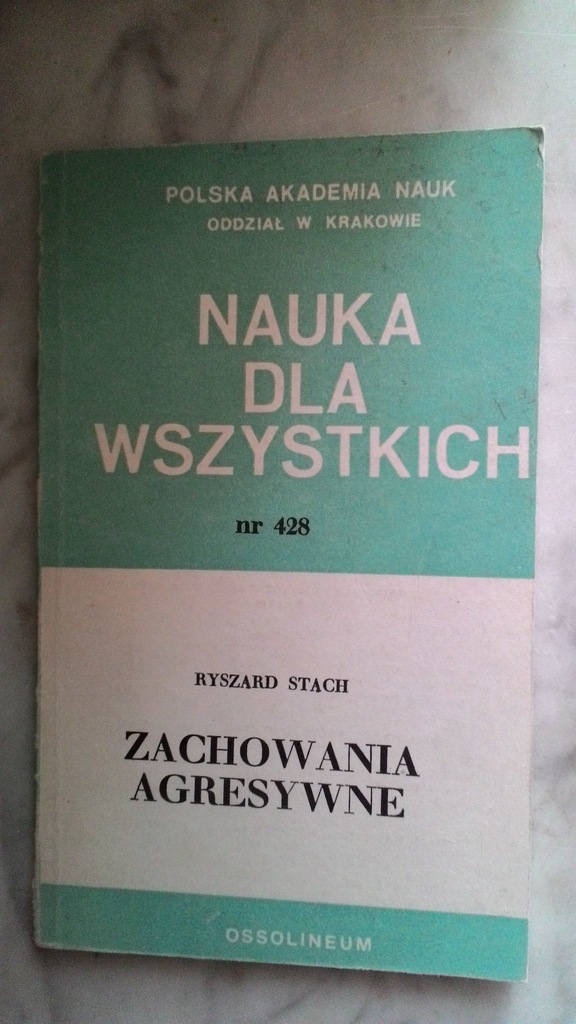 POLSKA AKADEMIA NAUK
ODDZIAŁ W KRAKOWIE
NAUKA
DLA
WSZYSTKICH
nr 428
RYSZARD STACH
ZACHOWANIA
AGRESYWNE
OSSOLINEUM